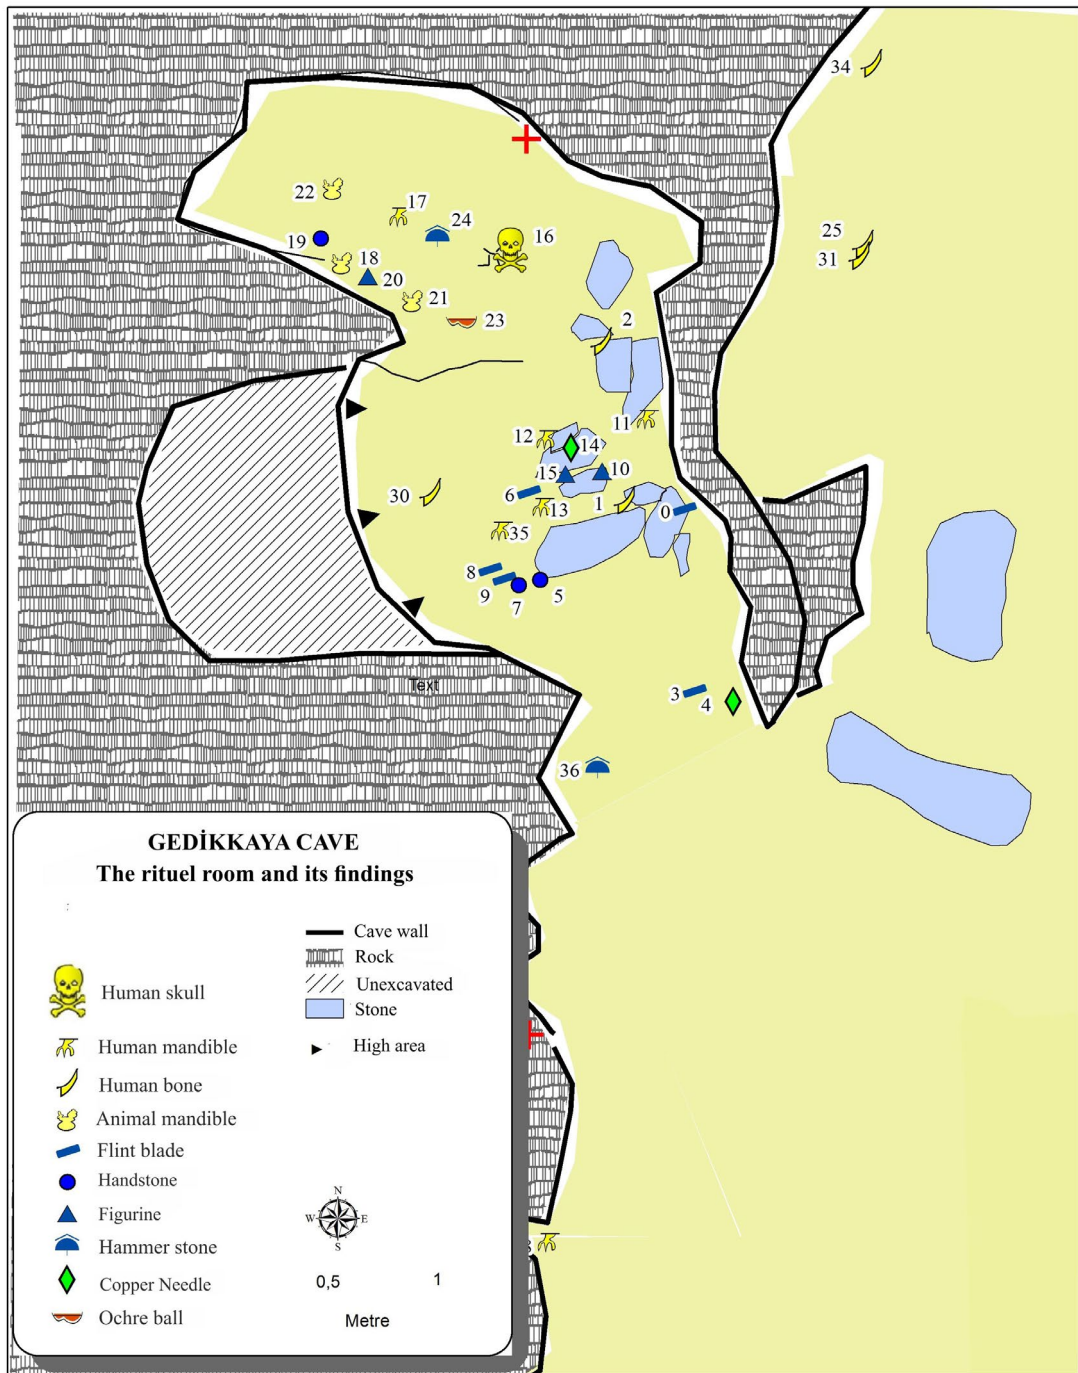 34
22
17
24
16
25
19
31
18
20
21
23
2
11
12
14
15
10
6
30
1
13
0
35
8
9
7
5
Text
3
4
36
GEDİKKAYA CAVE
The rituel room and its findings
:
Cave wall
Rock
Unexcavated
Stone
High area
Human skull
Human mandible
Human bone
Animal mandible
Flint blade
Handstone
Figurine
Hammer stone
Copper Needle
Ochre ball
N
W
E
S
0,5 1
Metre